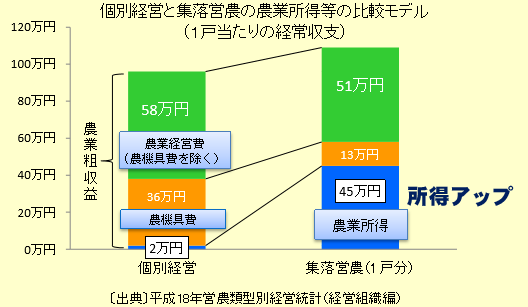 個別経営と集落営農の農業所得等の比較モデル
(1戸当たりの経常収支)
120万円
100万円
80万円
60万円
40万円
20万円
0万円
農業粗収益
58万円
農業経営費
(農機具費を除く)
36万円
農機具費
2万円
51万円
13万円
45万円
農業所得
所得アップ
個別経営
集落営農(1戸分)
〔出典〕平成18年営農類型別経営統計(経営組織編)